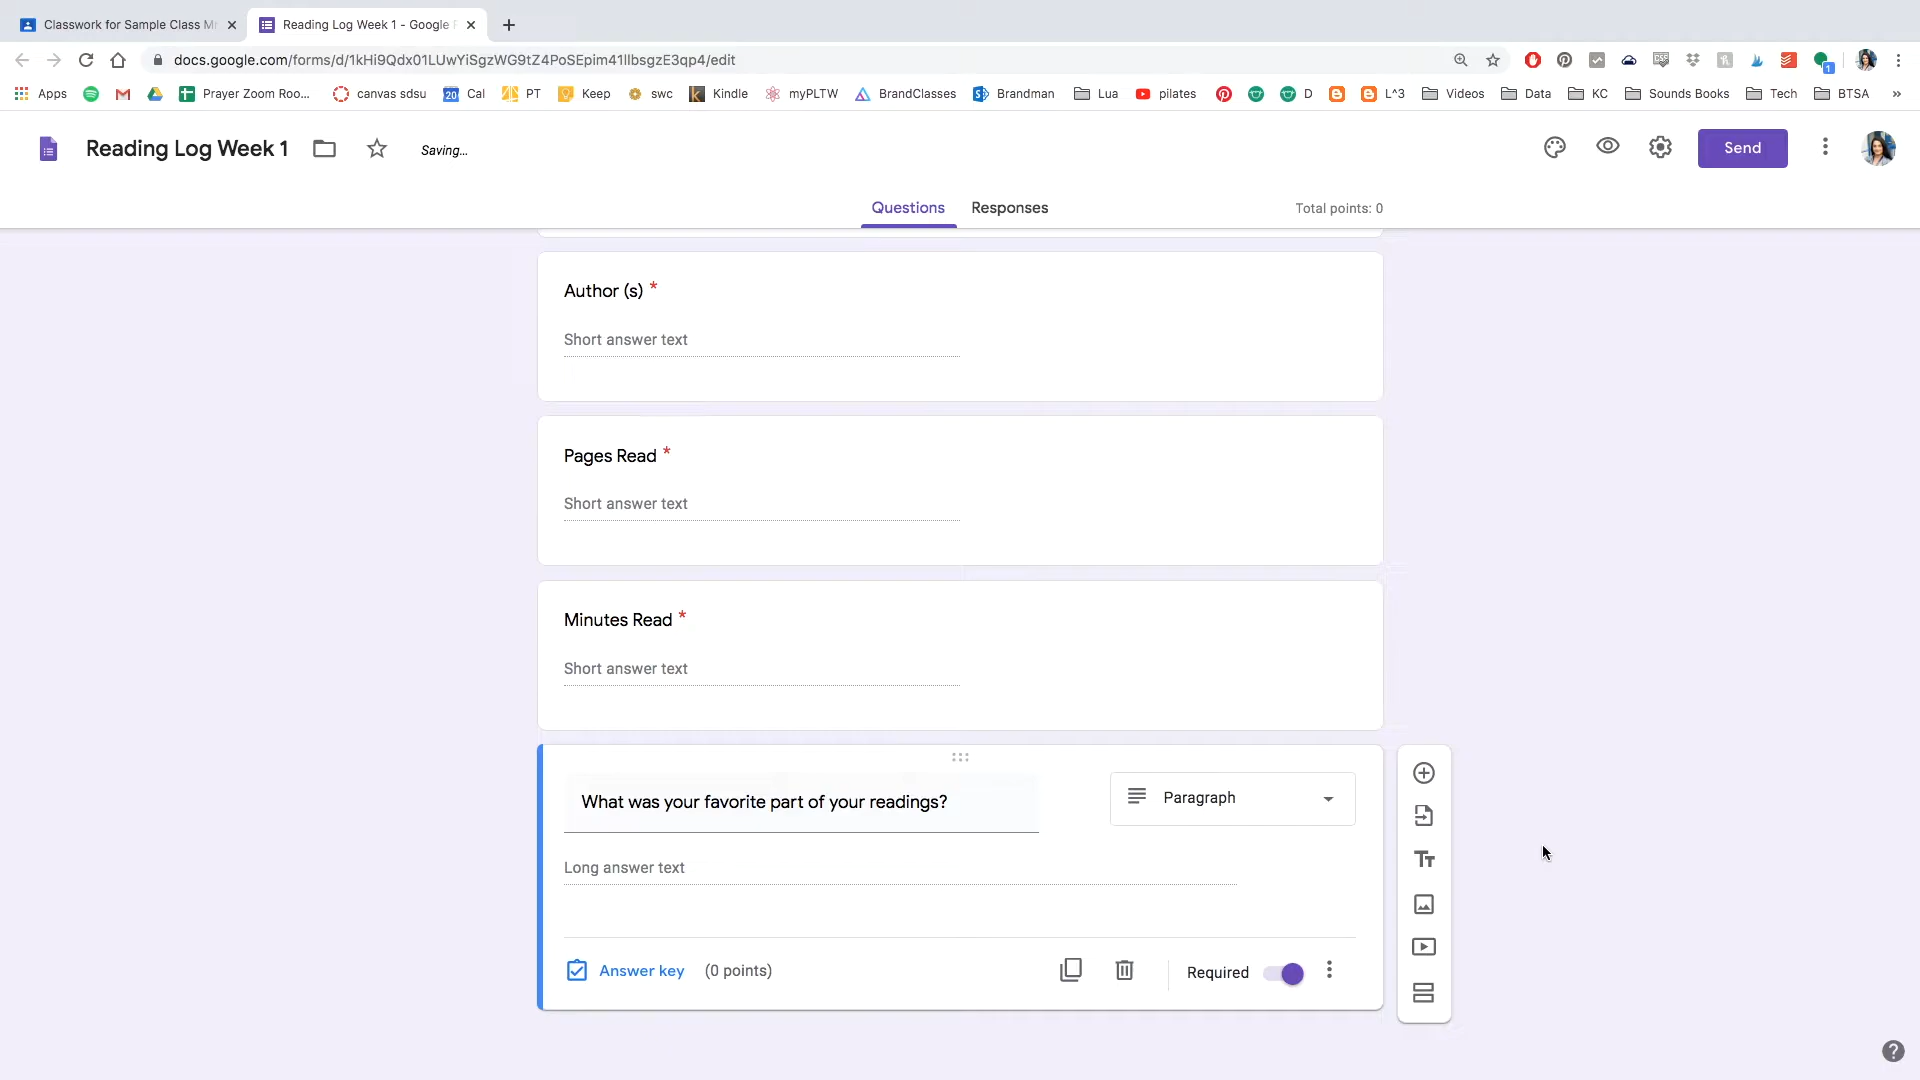 Classwork for Sample Class M
Reading Log Week 1 - Google F
docs.google.com/forms/d/1kHi9Qdx01LUwYiSgzWG9tZ4PoSEpim41IlbsgzE3qp4/edit
1
Apps
Prayer Zoom Roo...
canvas sdsu
20 Cal
PT
Keep
swc
Kindle
myPLTW
BrandClasses
Brandman
Lua
pilates
D
L^3
Videos
Data
KC
Sounds Books
Tech
BTSA
»
Reading Log Week 1
Saving...
Send
Questions
Responses
Total points: 0
Author (s) *
Short answer text
Pages Read *
Short answer text
Minutes Read *
Short answer text
What was your favorite part of your readings?
Paragraph
Long answer text
Answer key
(0 points)
Required